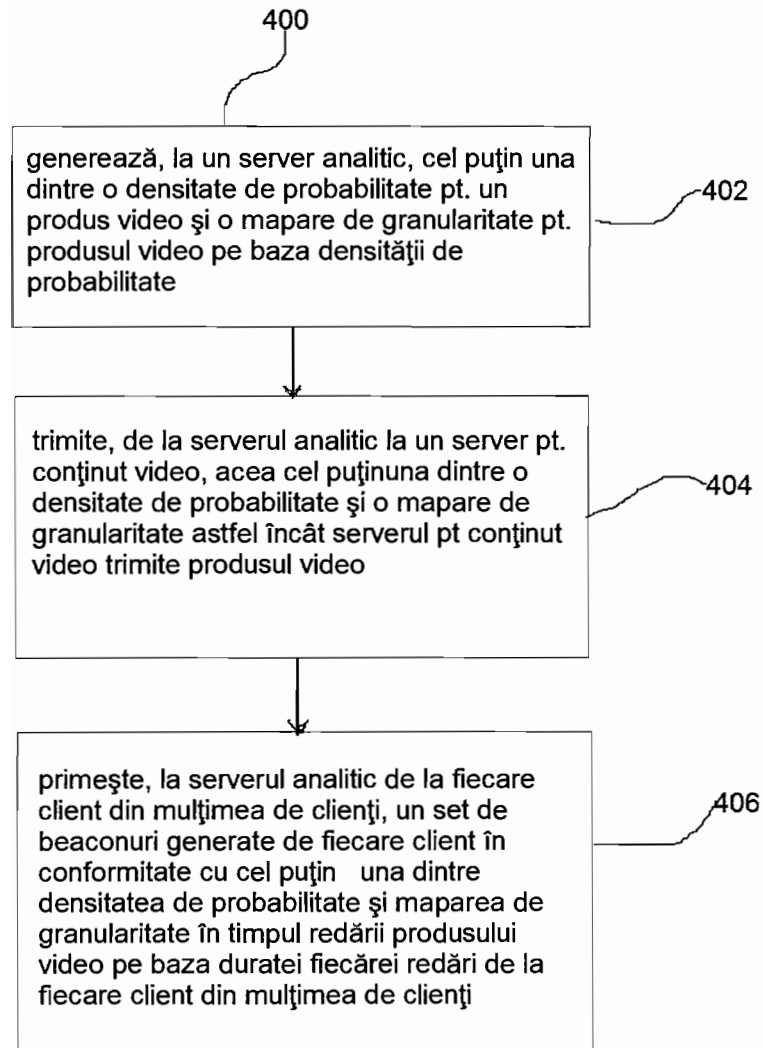 400
generează, la un server analitic, cel puţin una
dintre o densitate de probabilitate pt. un
produs video şi o mapare de granularitate pt.
produsul video pe baza densităţii de
probabilitate
402
trimite, de la serverul analitic la un server pt.
conţinut video, acea cel puţinuna dintre o
densitate de probabilitate şi o mapare de
granularitate astfel încât serverul pt conţinut
video trimite produsul video
404
primeşte, la serverul analitic de la fiecare
client din mulţimea de clienţi, un set de
beaconuri generate de fiecare client în
conformitate cu cel puţin una dintre
densitatea de probabilitate şi maparea de
granularitate în timpul redării produsului
video pe baza duratei fiecărei redări de la
fiecare client din mulţimea de clienţi
406